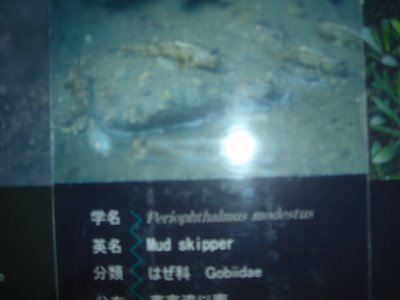 学名 Periophthalmus modestus
英名 Mud skipper
分類 はぜ科 Gobiidae